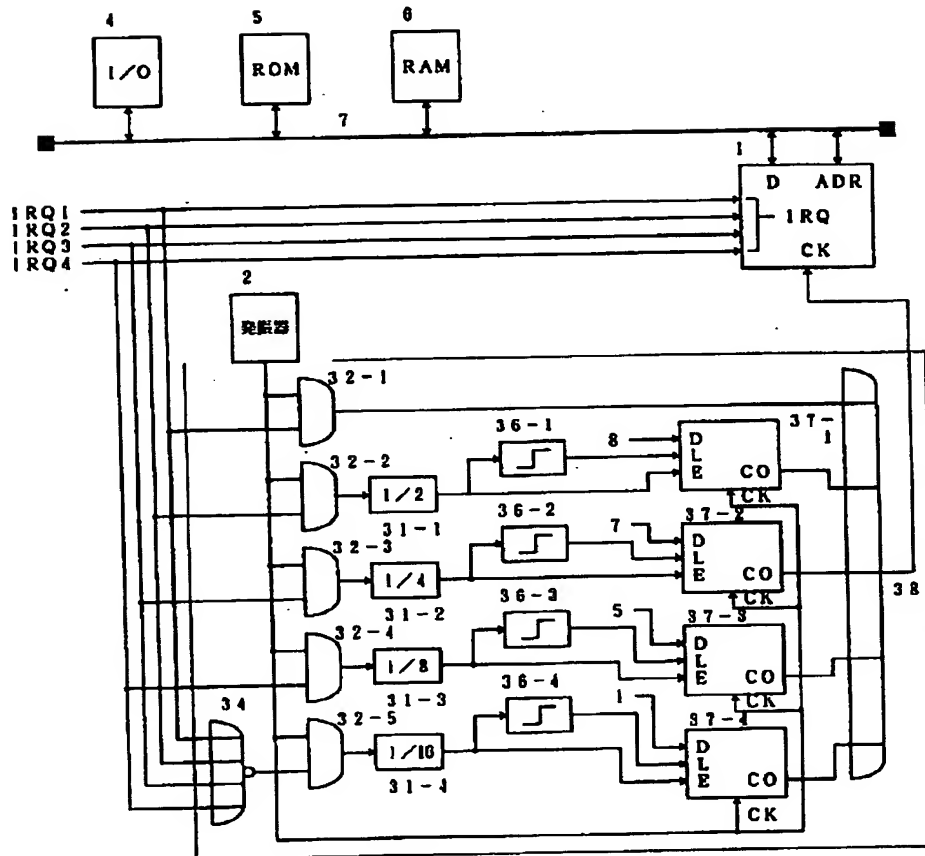 4
5
6
I/O
ROM
RAM
7
1
D ADR
IRQ
CK
IRQ1
IRQ2
IRQ3
IRQ4
2
発振器
32-1
36-1
37-1
8
D
L
E
CO
CK
32-2
1/2
31-1
36-2
37-2
7
D
L
E
CO
CK
38
32-3
1/4
31-2
36-3
37-3
5
D
L
E
CO
CK
32-4
1/8
31-3
36-4
37-4
1
D
L
E
CO
CK
34
32-5
1/16
31-4